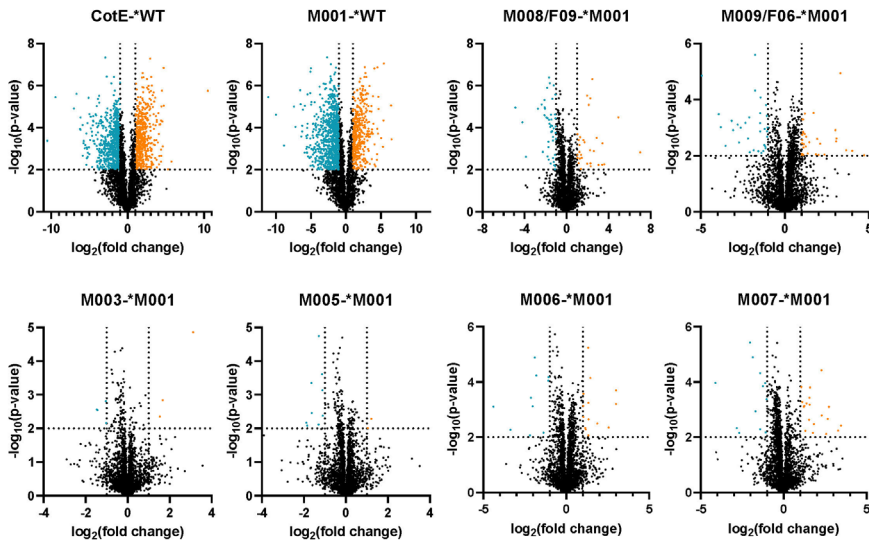 CotE-*WT
M001-*WT
M008/F09-*M001
M009/F06-*M001
8
6
4
2
0
-log₁₀(p-value)
-10
0
10
log₂(fold change)
8
6
4
2
0
-log₁₀(p-value)
-10
0
10
log₂(fold change)
8
6
4
2
0
-log₁₀(p-value)
-8
-4
0
4
8
log₂(fold change)
6
4
2
0
-log₁₀(p-value)
-5
0
5
log₂(fold change)
M003-*M001
M005-*M001
M006-*M001
M007-*M001
5
4
3
2
1
0
-log₁₀(p-value)
-4
-2
0
2
4
log₂(fold change)
5
4
3
2
1
0
-log₁₀(p-value)
-4
-2
0
2
4
log₂(fold change)
6
4
2
0
-log₁₀(p-value)
-5
0
5
log₂(fold change)
6
4
2
0
-log₁₀(p-value)
-5
0
5
log₂(fold change)